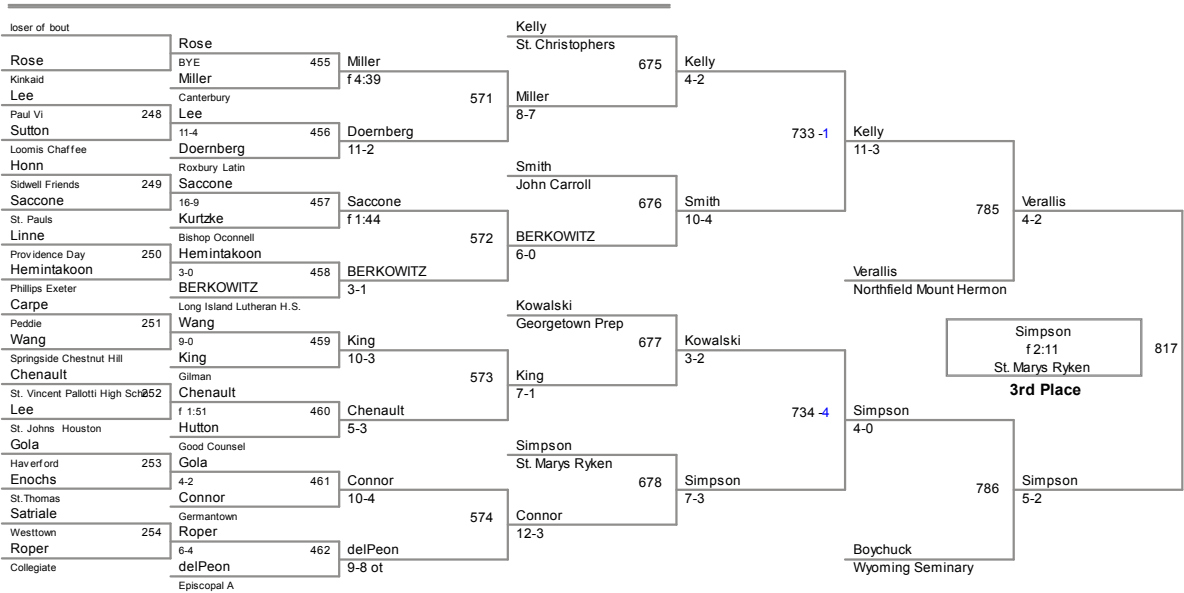 loser of bout
Rose
Kinkaid
Lee
Paul Vi 248
Sutton
Loomis Chaffee
Honn
Sidwell Friends 249
Saccone
St. Pauls
Linne
Providence Day 250
Hemintakoon
Phillips Exeter
Carpe
Peddie 251
Wang
Springside Chestnut Hill
Chenault
St. Vincent Pallotti High Scho 252
Lee
St. Johns Houston
Gola
Haverford 253
Enochs
St.Thomas
Satriale
Westtown 254
Roper
Collegiate
Rose
BYE 455
Miller
Canterbury
Lee
11-4 456
Doernberg
Roxbury Latin
Saccone
16-9 457
Kurtzke
Bishop Oconnell
Hemintakoon
3-0 458
BERKOWITZ
Long Island Lutheran H.S.
Wang
9-0 459
King
Gilman
Chenault
f 1:51 460
Hutton
Good Counsel
Gola
4-2 461
Connor
Germantown
Roper
6-4 462
delPeon
Episcopal A
Miller
f 4:39
571
Doernberg
11-2
Saccone
f 1:44
572
BERKOWITZ
3-1
King
10-3
573
Chenault
5-3
Connor
10-4
574
delPeon
9-8 ot
Kelly
St. Christophers
675
Miller
8-7
Smith
John Carroll
676
BERKOWITZ
6-0
Kowalski
Georgetown Prep
677
King
7-1
Simpson
St. Marys Ryken
678
Connor
12-3
Kelly
4-2
733 -1
Smith
10-4
Kowalski
3-2
734 -4
Simpson
7-3
Kelly
11-3
785
Verallis
Northfield Mount Hermon
Simpson
4-0
786
Boychuck
Wyoming Seminary
Verallis
4-2
Simpson
f 2:11
St. Marys Ryken
817
3rd Place
Simpson
5-2